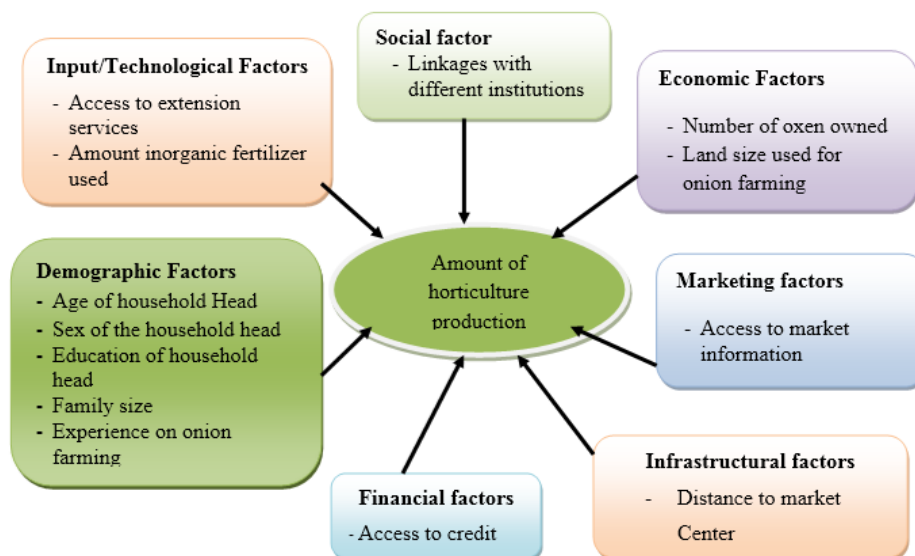 Social factor
- Linkages with
different institutions
Input/Technological Factors
- Access to extension
services
- Amount inorganic fertilizer
used
Economic Factors
- Number of oxen owned
- Land size used for
onion farming
Demographic Factors
- Age of household Head
- Sex of the household head
- Education of household
head
- Family size
- Experience on onion
farming
Amount of
horticulture
production
Marketing factors
- Access to market
information
Financial factors
- Access to credit
Infrastructural factors
- Distance to market
Center